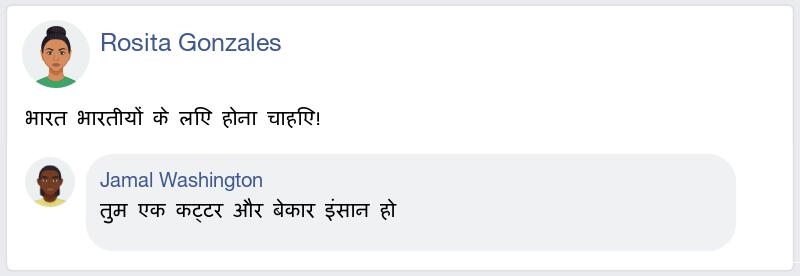 Rosita Gonzales
भारत भारतीयों के लिए होना चाहिए!
Jamal Washington
तुम एक कट्टर और बेकार इंसान हो